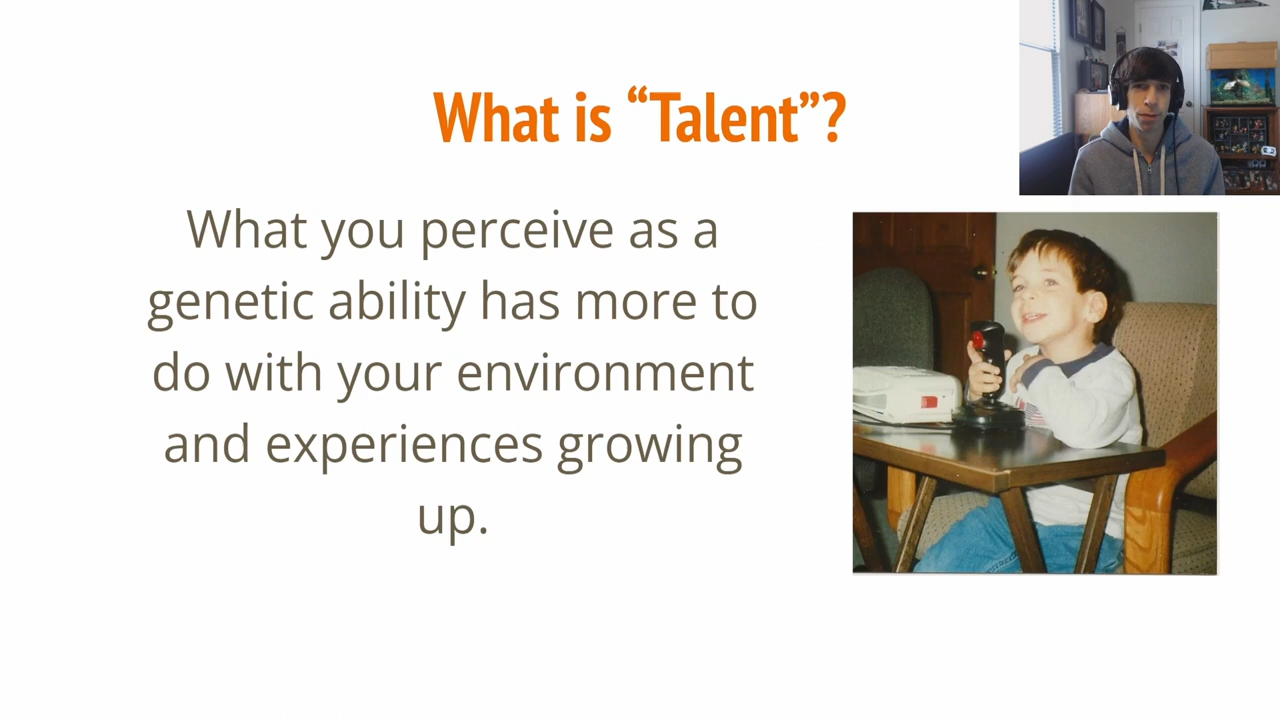 What is “Talent”?
What you perceive as a
genetic ability has more to
do with your environment
and experiences growing
up.